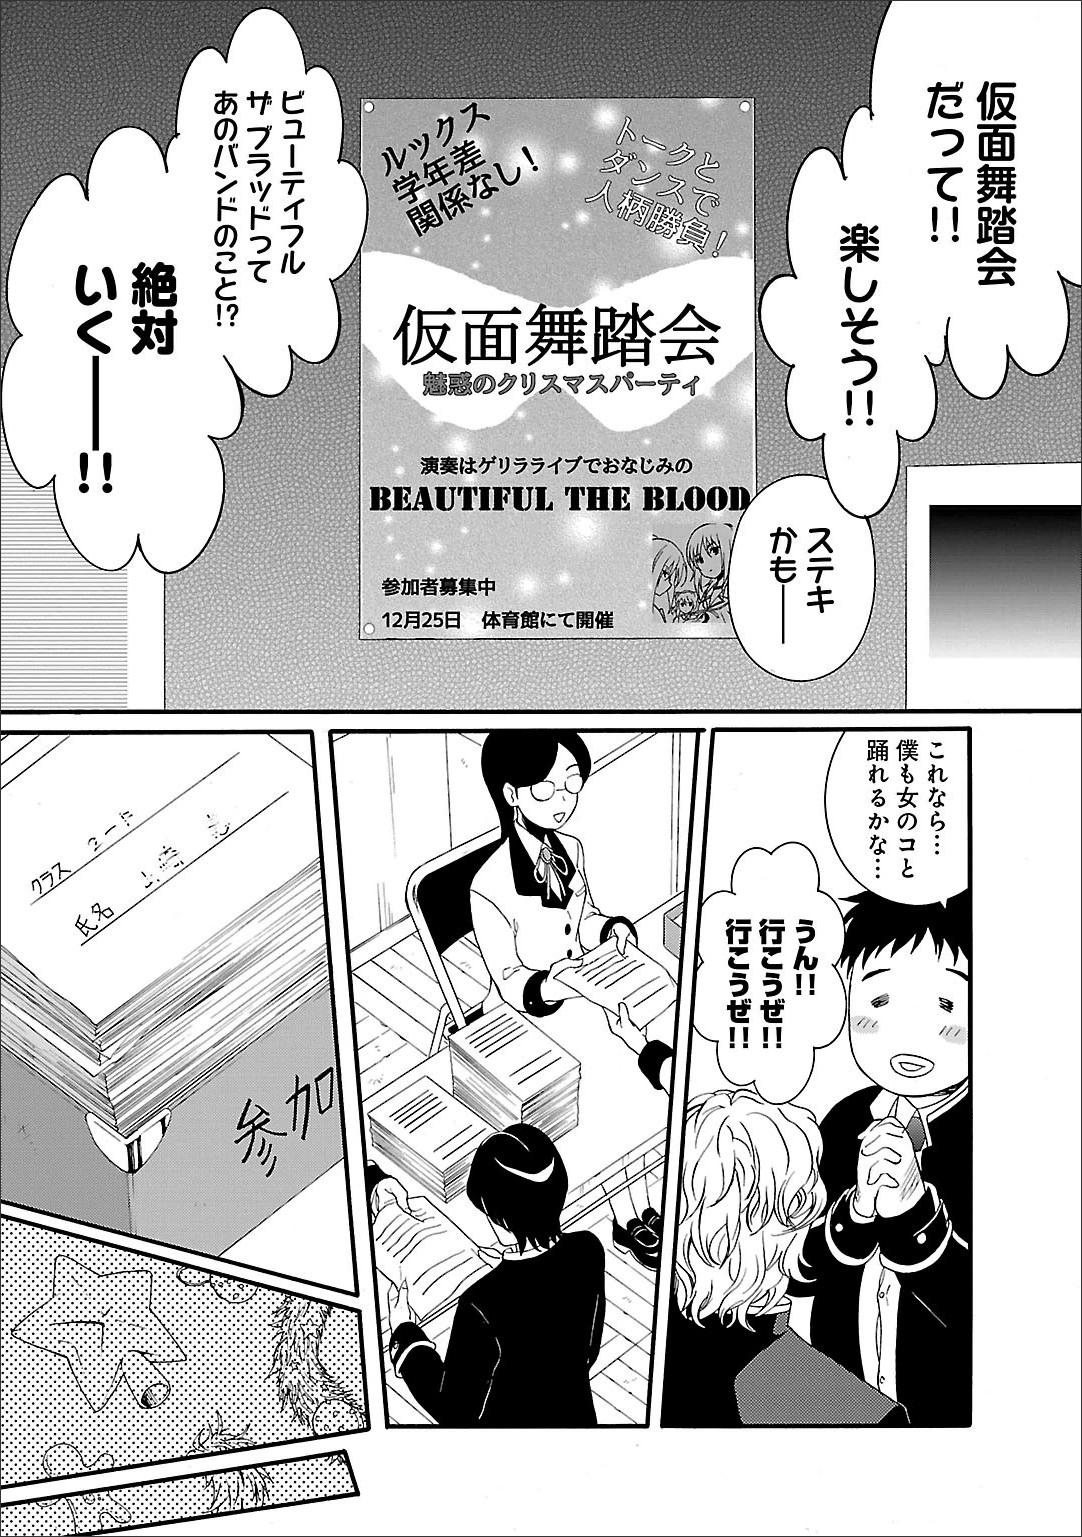 仮面舞踏会
だって!!
楽しそう!!
ステキ
かも――
ルックス
学年差
関係なし!
トークと
ダンスで
人柄勝負!
仮面舞踏会
魅惑のクリスマスパーティ
演奏はゲリラライブでおなじみの
BEAUTIFUL THE BLOOD
参加者募集中
12月25日 体育館にて開催
ビューティフル
ザ ブラッドって
あのバンドのこと!?
絶対
いく――!!
これなら…
僕も女のコと
踊れるかな…
うん!!
行こうぜ!!
行こうぜ!!
クラス
氏名
参加